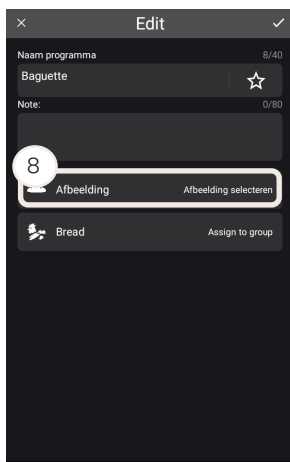 Edit
Naam programma 8/40
Baguette
Note: 0/80
8
Afbeelding Afbeelding selecteren
Bread Assign to group